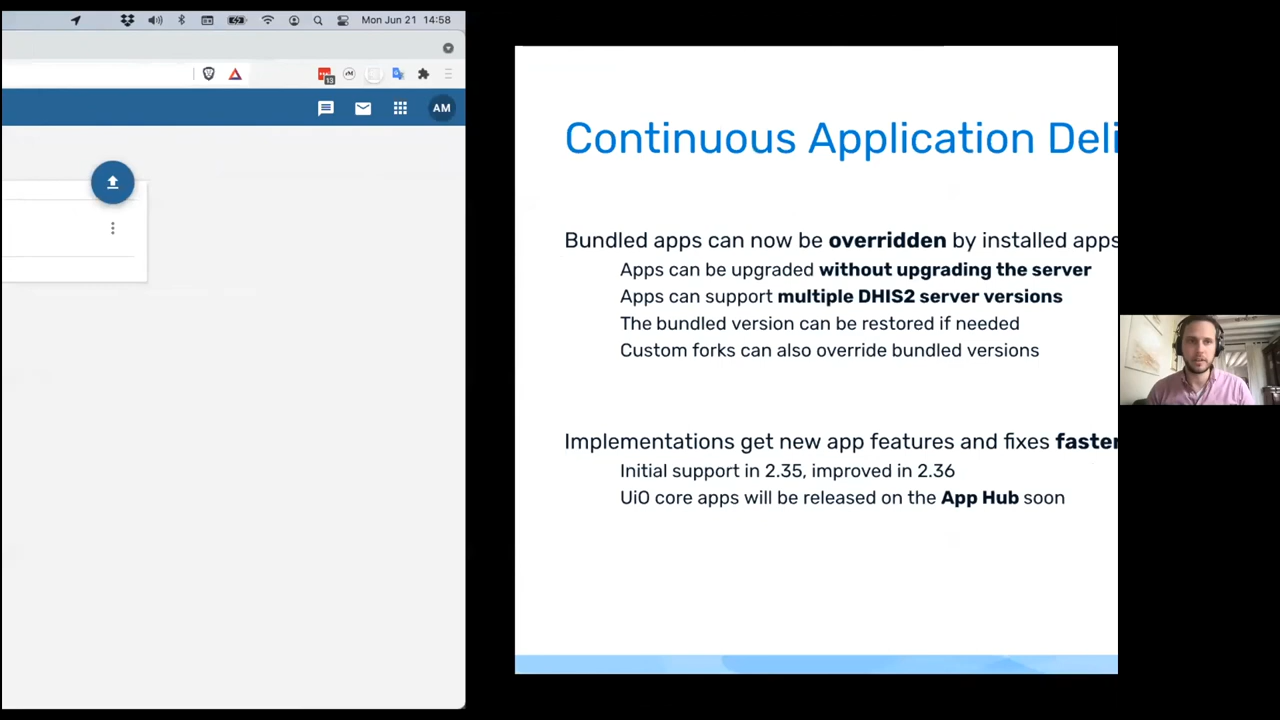 Mon Jun 21 14:58
AM
Continuous Application Deli
Bundled apps can now be overridden by installed apps
Apps can be upgraded without upgrading the server
Apps can support multiple DHIS2 server versions
The bundled version can be restored if needed
Custom forks can also override bundled versions
Implementations get new app features and fixes faster
Initial support in 2.35, improved in 2.36
UiO core apps will be released on the App Hub soon